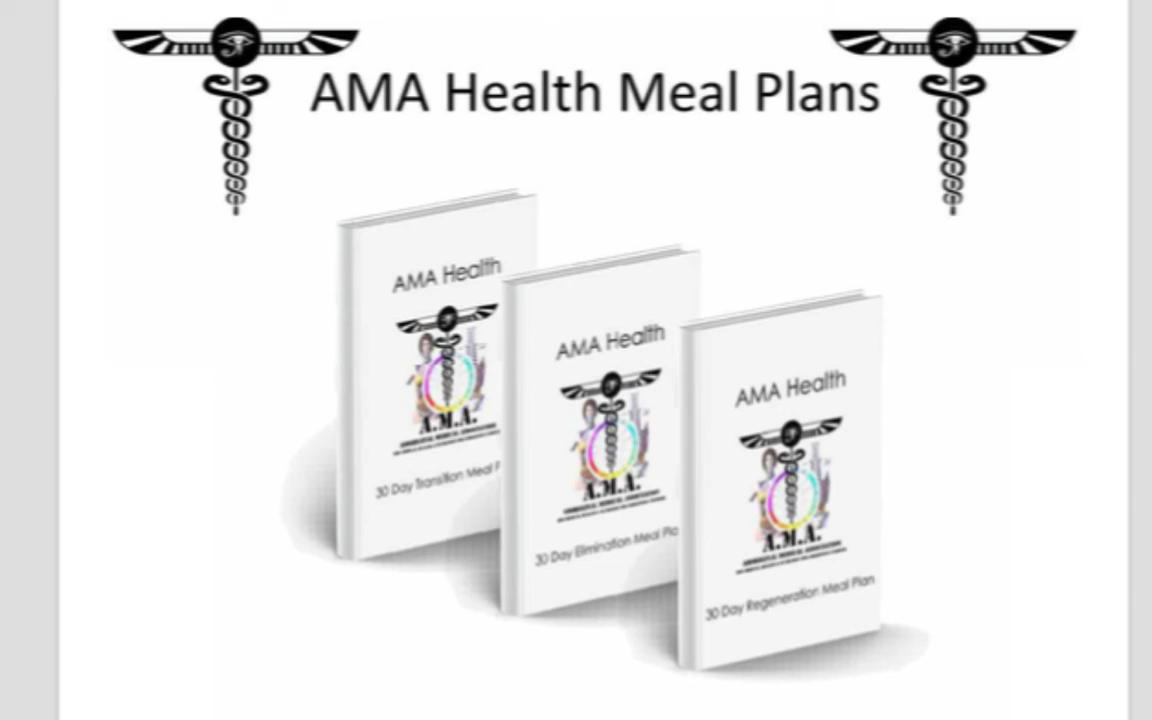 AMA Health Meal Plans
AMA Health
A.M.A.
30 Day Transition Meal P
AMA Health
A.M.A.
30 Day Elimination Meal Pla
AMA Health
A.M.A.
30 Day Regeneration Meal Plan